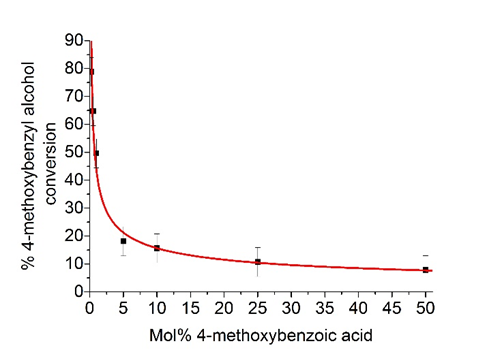 % 4-methoxybenzyl alcohol
conversion
90
80
70
60
50
40
30
20
10
0
0 5 10 15 20 25 30 35 40 45 50
Mol% 4-methoxybenzoic acid